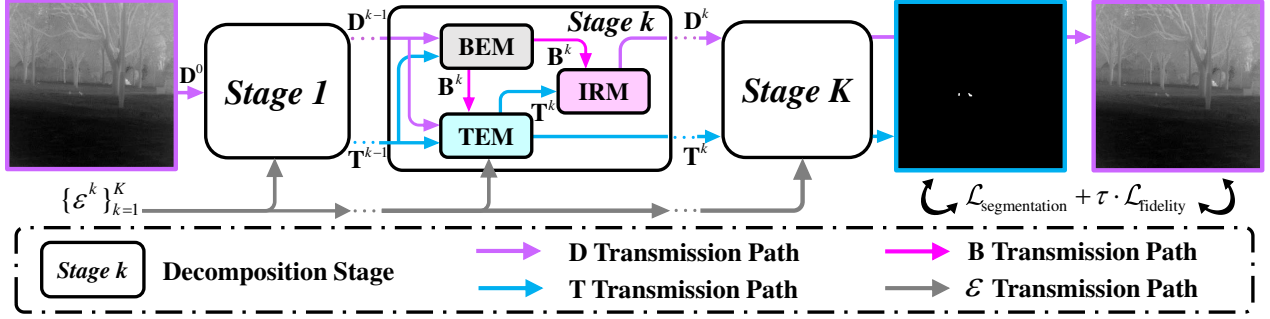 D^0
Stage 1
D^{k-1}
T^{k-1}
Stage k
BEM
B^k
B^k
IRM
T^k
TEM
D^k
T^k
Stage K
{ε^k}_{k=1}^K
ℒ_segmentation + τ · ℒ_fidelity
Stage k
Decomposition Stage
D Transmission Path
B Transmission Path
T Transmission Path
ε Transmission Path